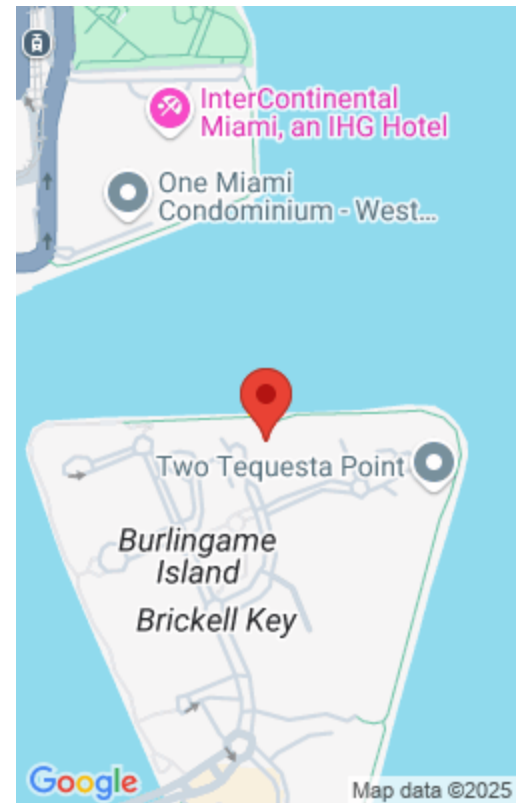 InterContinental
Miami, an IHG Hotel
One Miami
Condominium - West...
Two Tequesta Point
Burlingame
Island
Brickell Key
Google
Map data ©2025